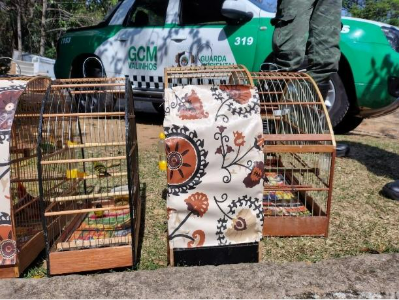 GCM
VALINHOS
GUARDA
319